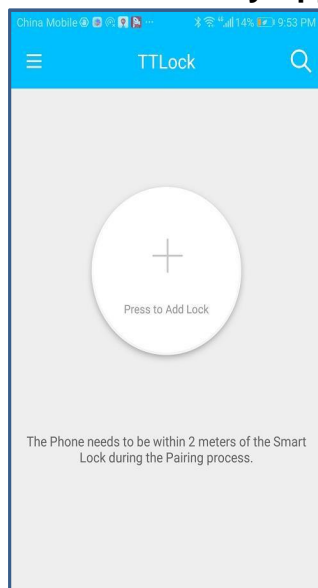 China Mobile ... 14% 9:53 PM
TTLock
Press to Add Lock
The Phone needs to be within 2 meters of the Smart
Lock during the Pairing process.